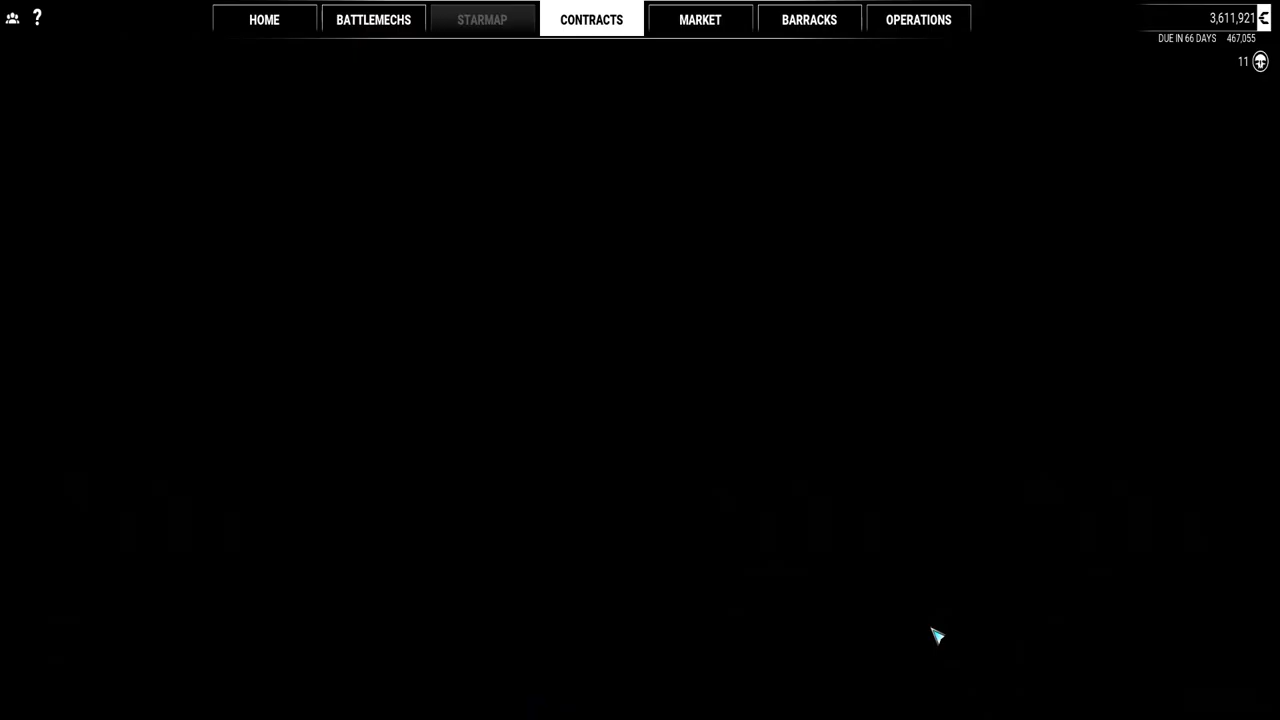 ?
HOME
BATTLEMECHS
STARMAP
CONTRACTS
MARKET
BARRACKS
OPERATIONS
3,611,921
DUE IN 66 DAYS 467,055
11